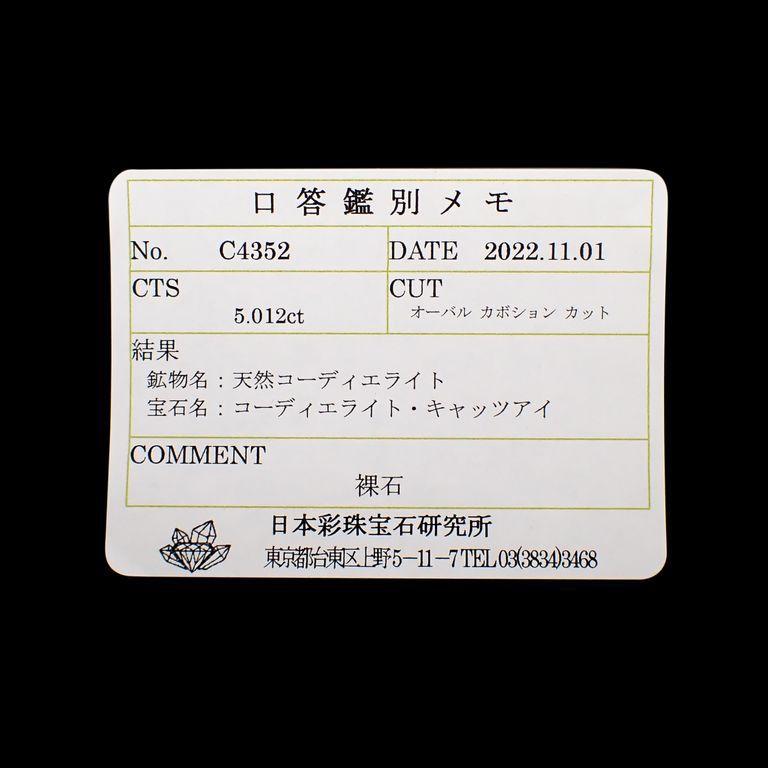 口答鑑別メモ
No. C4352 DATE 2022.11.01
CTS CUT
5.012ct オーバル カボション カット
結果
鉱物名：天然コーディエライト
宝石名：コーディエライト・キャッツアイ
COMMENT
裸石
日本彩珠宝石研究所
東京都台東区上野5－11－7 TEL 03(3834)3468